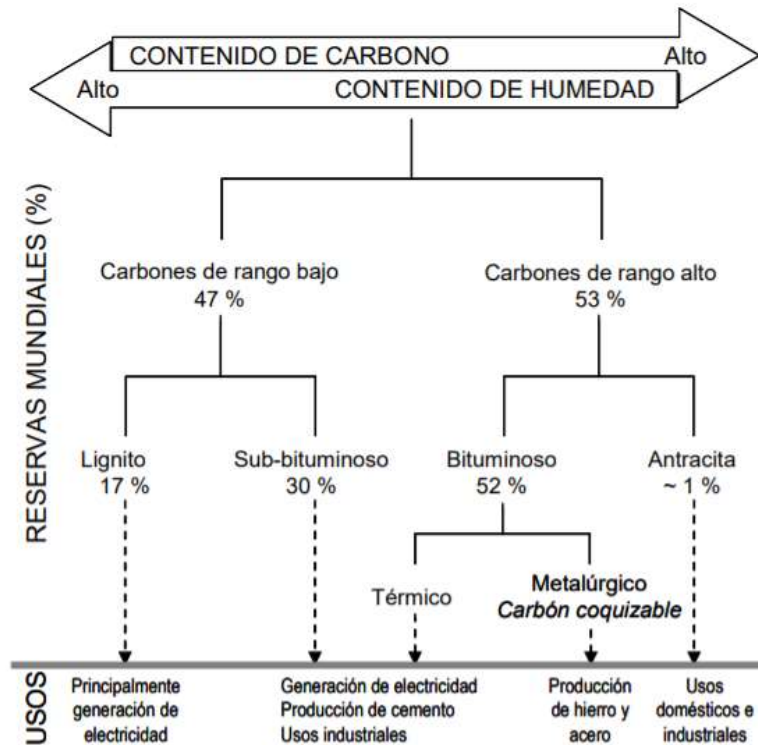 CONTENIDO DE CARBONO Alto
Alto CONTENIDO DE HUMEDAD
RESERVAS MUNDIALES (%)
Carbones de rango bajo
47 %
Carbones de rango alto
53 %
Lignito
17 %
Sub-bituminoso
30 %
Bituminoso
52 %
Antracita
~ 1 %
Térmico
Metalúrgico
Carbón coquizable
USOS
Principalmente
generación de
electricidad
Generación de electricidad
Producción de cemento
Usos industriales
Producción
de hierro y
acero
Usos
domésticos e
industriales